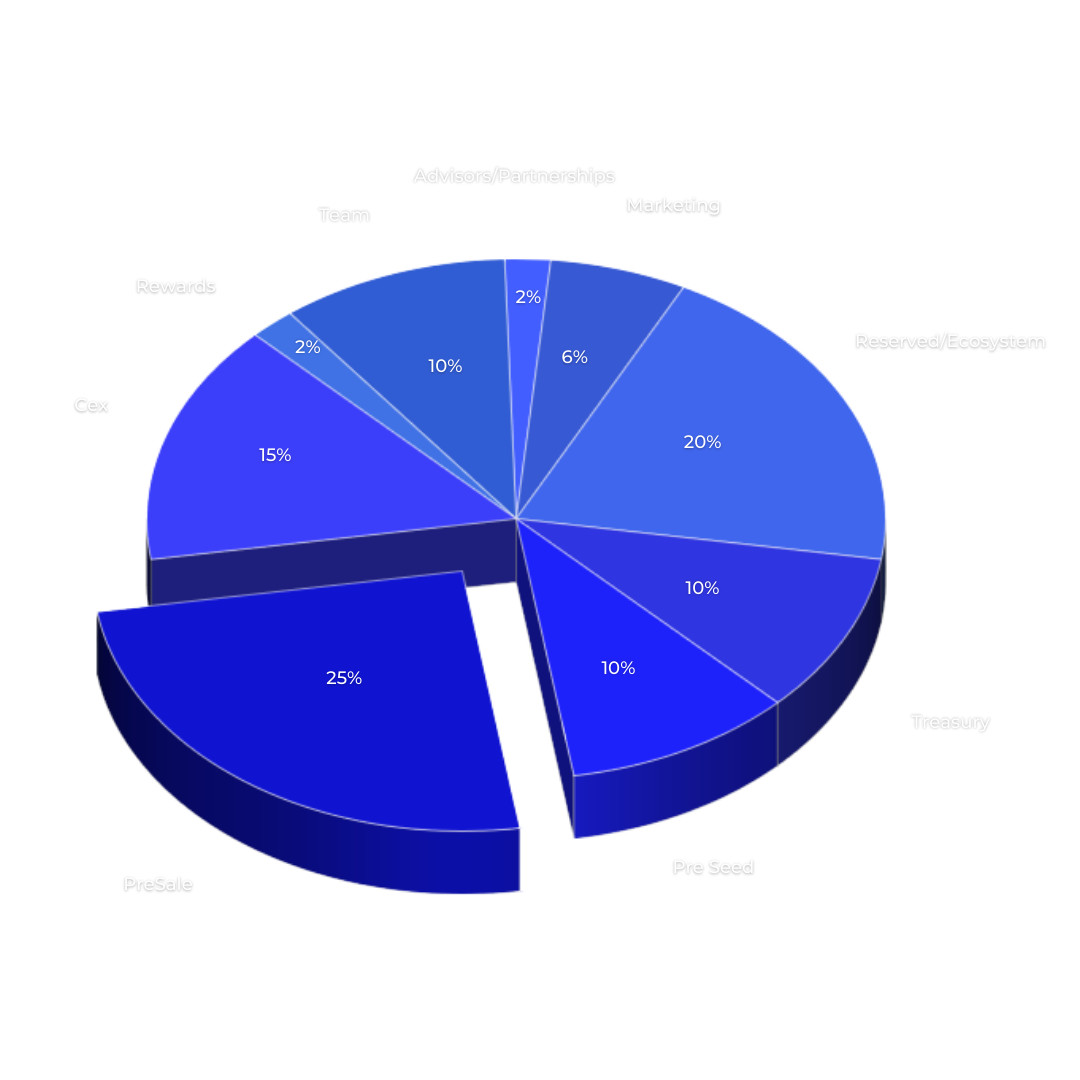 Advisors/Partnerships
Marketing
Team
Rewards
2%
Reserved/Ecosystem
2%
6%
10%
Cex
20%
15%
10%
10%
25%
Treasury
Pre Seed
PreSale